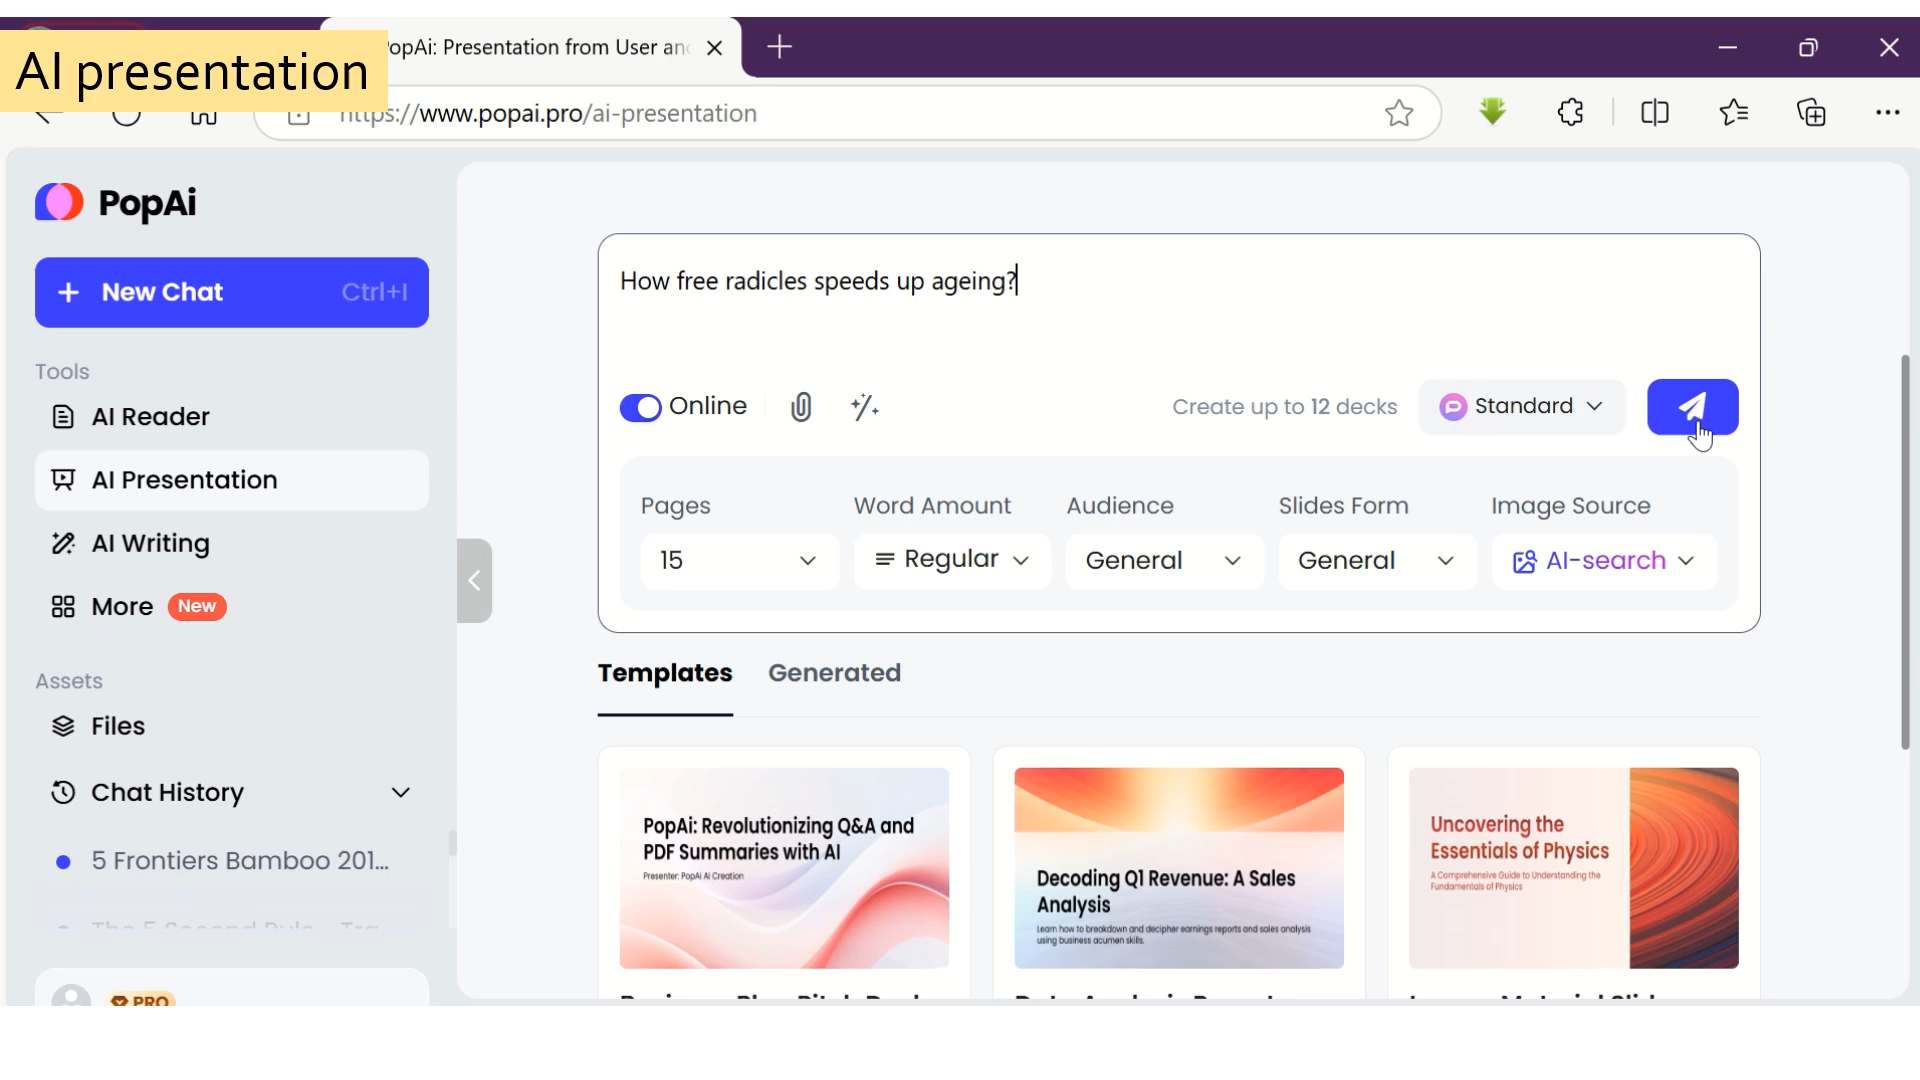 AI presentation
opAi: Presentation from User an
https://www.popai.pro/ai-presentation
PopAi
New Chat Ctrl+I
Tools
AI Reader
AI Presentation
AI Writing
More New
Assets
Files
Chat History
5 Frontiers Bamboo 201...
PRO
How free radicles speeds up ageing?
Online
Create up to 12 decks
Standard
Pages Word Amount Audience Slides Form Image Source
15 Regular General General AI-search
Templates Generated
PopAi: Revolutionizing Q&A and
PDF Summaries with AI
Presenter: PopAi AI Creation
Decoding Q1 Revenue: A Sales
Analysis
Learn how to breakdown and decipher earnings reports and sales analysis
using business acumen skills.
Uncovering the
Essentials of Physics
A Comprehensive Guide to Understanding the
Fundamentals of Physics